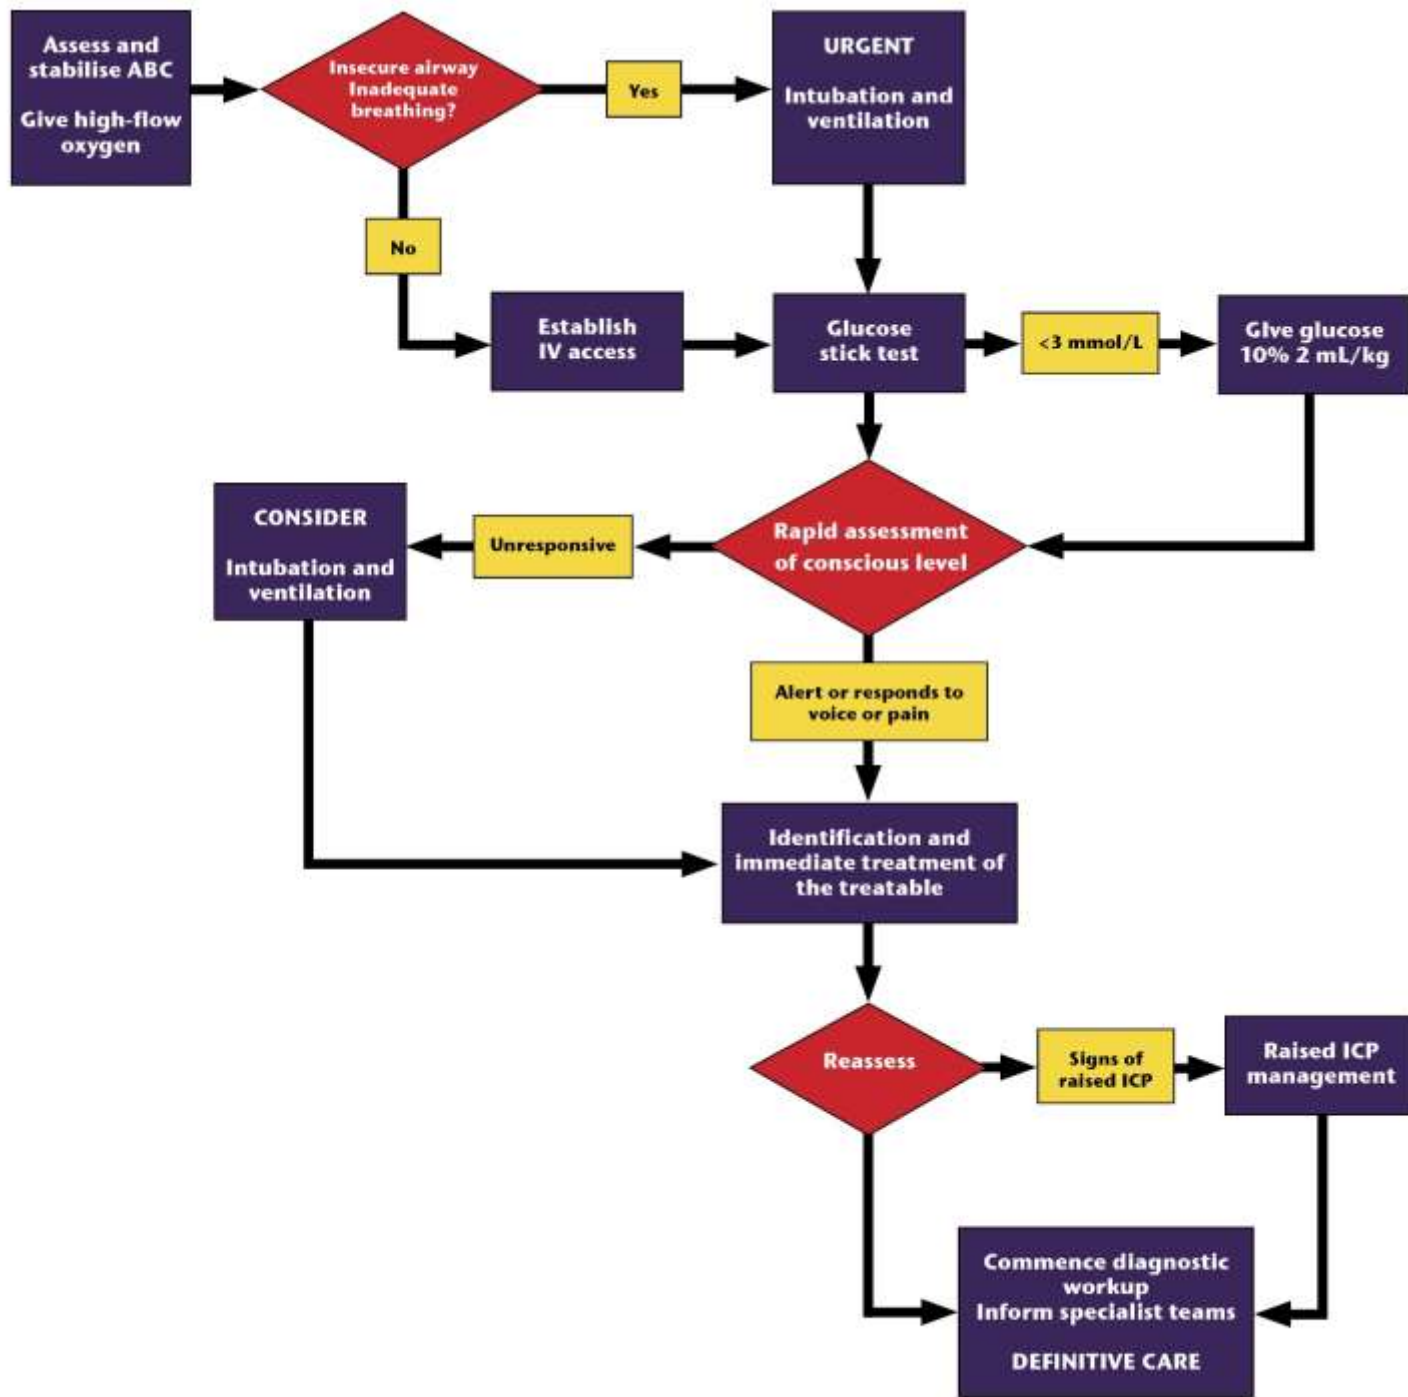 Assess and
stabilise ABC
Give high-flow
oxygen
Insecure airway
Inadequate
breathing?
Yes
URGENT
Intubation and
ventilation
No
Establish
IV access
Glucose
stick test
<3 mmol/L
GIve glucose
10% 2 mL/kg
CONSIDER
Intubation and
ventilation
Unresponsive
Rapid assessment
of conscious level
Alert or responds to
voice or pain
Identification and
immediate treatment of
the treatable
Reassess
Signs of
raised ICP
Raised ICP
management
Commence diagnostic
workup
Inform specialist teams
DEFINITIVE CARE